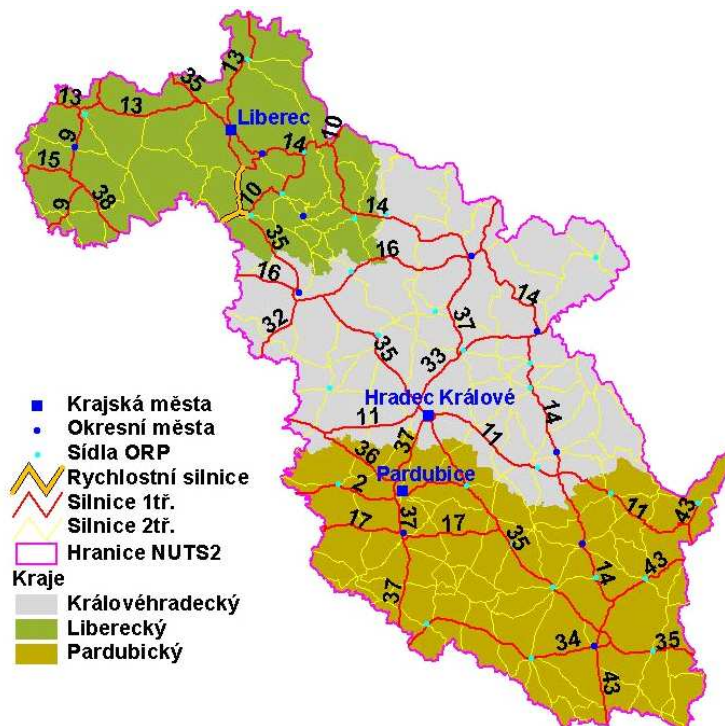 13
35
13
13
Liberec
9
14
10
15
38
10
9
35
14
16
16
14
32
37
35
33
Hradec Králové
14
11
11
37
36
Pardubice
2
37
17
17
35
11
43
14
43
37
34
35
43
Krajská města
Okresní města
Sídla ORP
Rychlostní silnice
Silnice 1tř.
Silnice 2tř.
Hranice NUTS2
Kraje
Královéhradecký
Liberecký
Pardubický